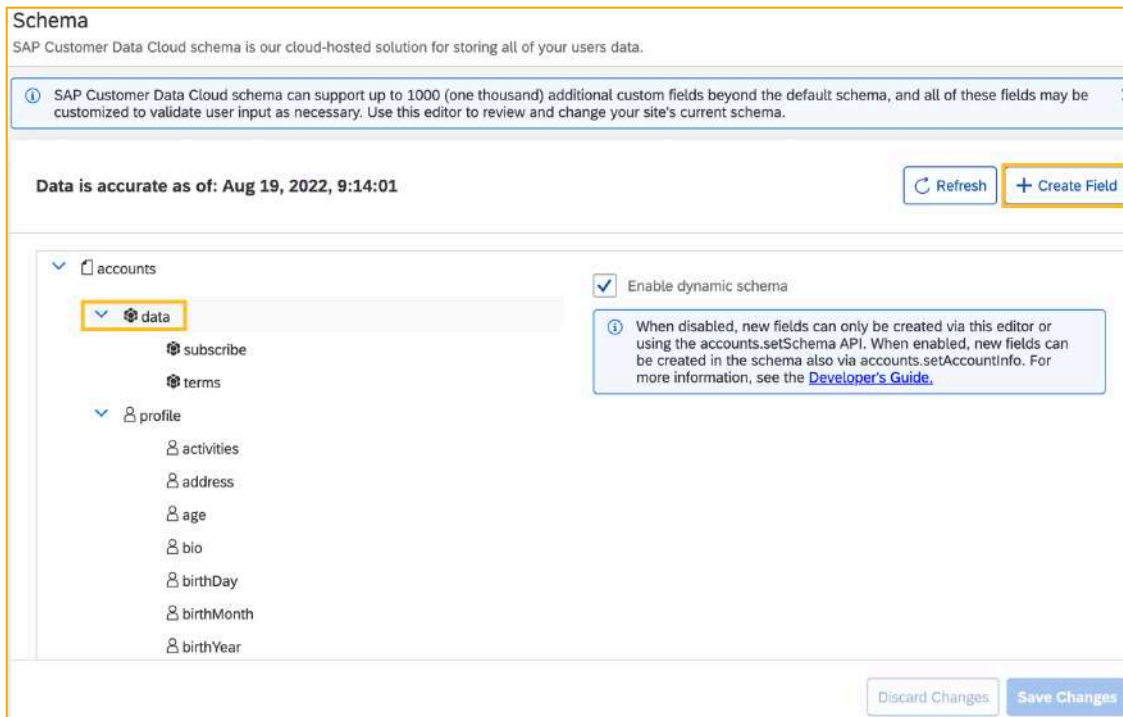 Schema
SAP Customer Data Cloud schema is our cloud-hosted solution for storing all of your users data.
SAP Customer Data Cloud schema can support up to 1000 (one thousand) additional custom fields beyond the default schema, and all of these fields may be
customized to validate user input as necessary. Use this editor to review and change your site's current schema.
Data is accurate as of: Aug 19, 2022, 9:14:01
Refresh
+ Create Field
accounts
Enable dynamic schema
data
When disabled, new fields can only be created via this editor or
using the accounts.setSchema API. When enabled, new fields can
be created in the schema also via accounts.setAccountInfo. For
more information, see the Developer's Guide.
subscribe
terms
profile
activities
address
age
bio
birthDay
birthMonth
birthYear
Discard Changes
Save Changes